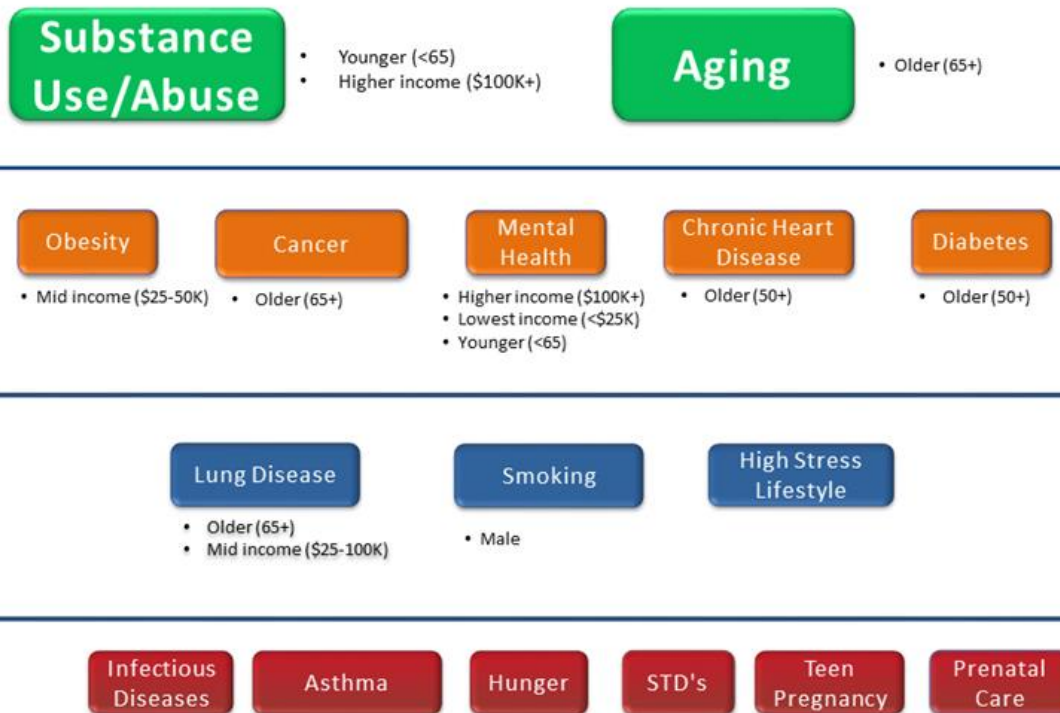 Substance
Use/Abuse
• Younger (<65)
• Higher income ($100K+)
Aging
• Older (65+)
Obesity
• Mid income ($25-50K)
Cancer
• Older (65+)
Mental
Health
• Higher income ($100K+)
• Lowest income (<$25K)
• Younger (<65)
Chronic Heart
Disease
• Older (50+)
Diabetes
• Older (50+)
Lung Disease
• Older (65+)
• Mid income ($25-100K)
Smoking
• Male
High Stress
Lifestyle
Infectious
Diseases
Asthma
Hunger
STD's
Teen
Pregnancy
Prenatal
Care